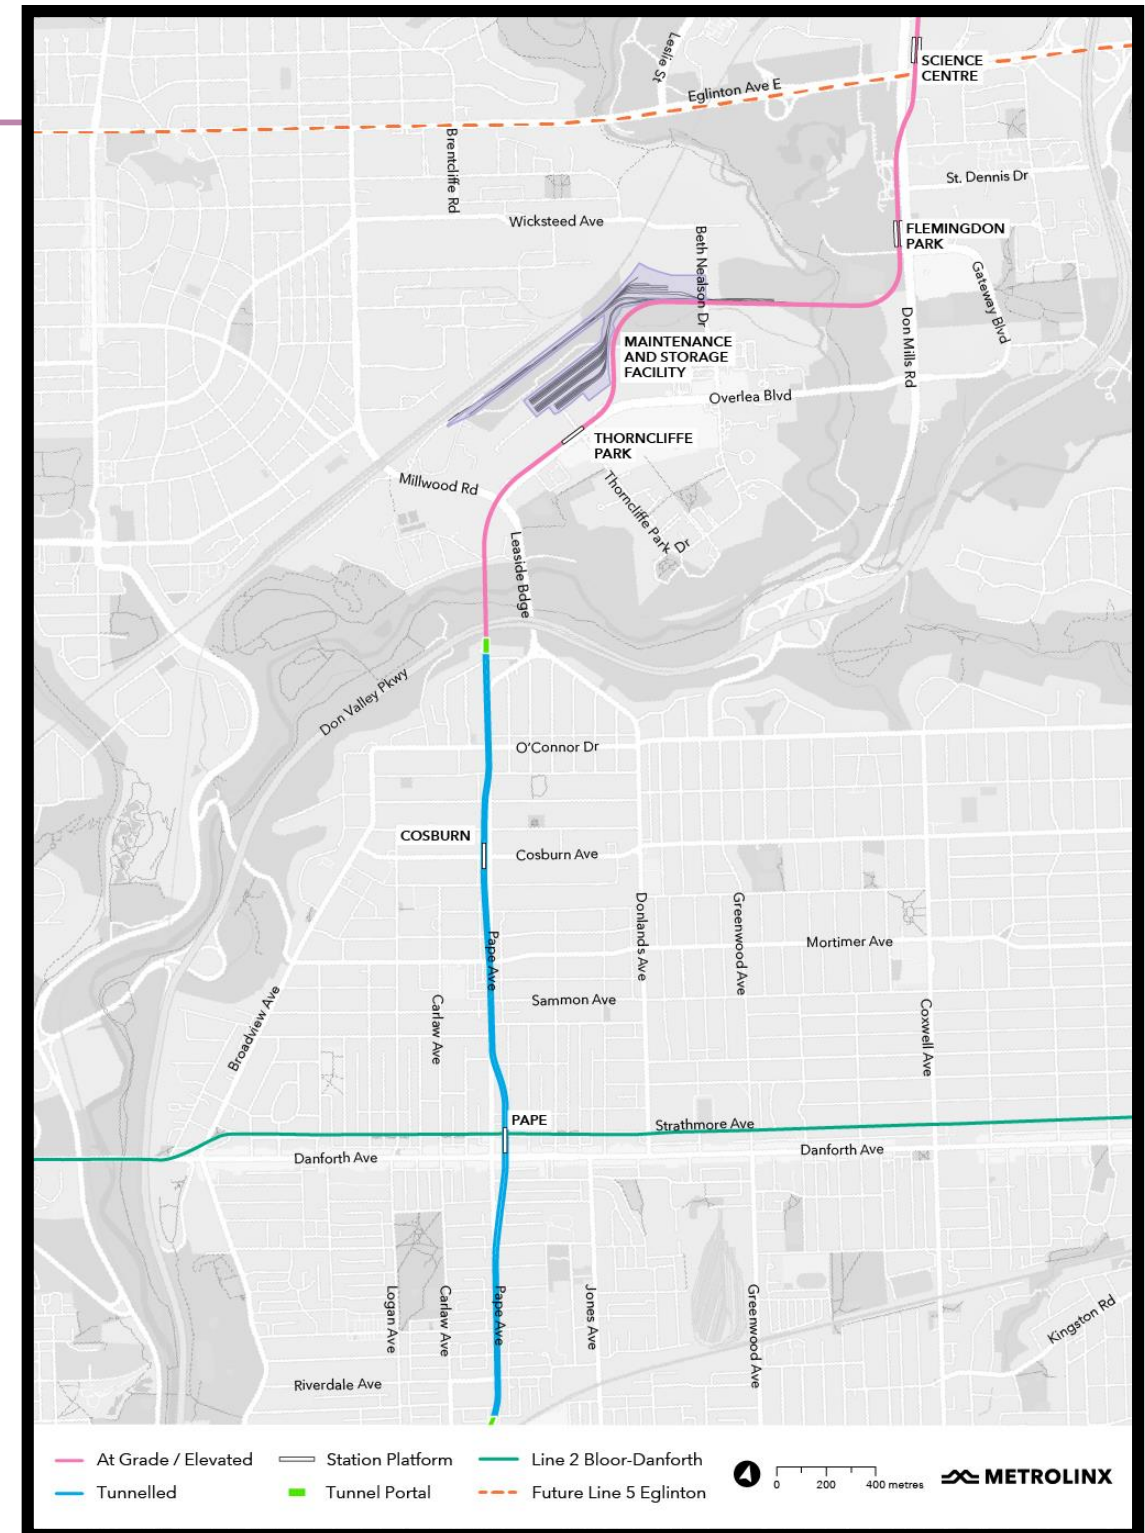 Leslie St
SCIENCE
CENTRE
Eglinton Ave E
Brentcliffe Rd
St. Dennis Dr
Wicksteed Ave
FLEMINGDON
PARK
Beth Nealson Dr
Gateway Blvd
Don Mills Rd
MAINTENANCE
AND STORAGE
FACILITY
Overlea Blvd
THORNCLIFFE
PARK
Millwood Rd
Thorncliffe Park Dr
Leaside Bdge
Don Valley Pkwy
O'Connor Dr
COSBURN
Cosburn Ave
Donlands Ave
Greenwood Ave
Pape Ave
Mortimer Ave
Carlaw Ave
Sammon Ave
Broadview Ave
Coxwell Ave
PAPE
Strathmore Ave
Danforth Ave
Danforth Ave
Logan Ave
Carlaw Ave
Pape Ave
Jones Ave
Greenwood Ave
Kingston Rd
Riverdale Ave
At Grade / Elevated
Station Platform
Line 2 Bloor-Danforth
Tunnelled
Tunnel Portal
Future Line 5 Eglinton
0 200 400 metres
METROLINX